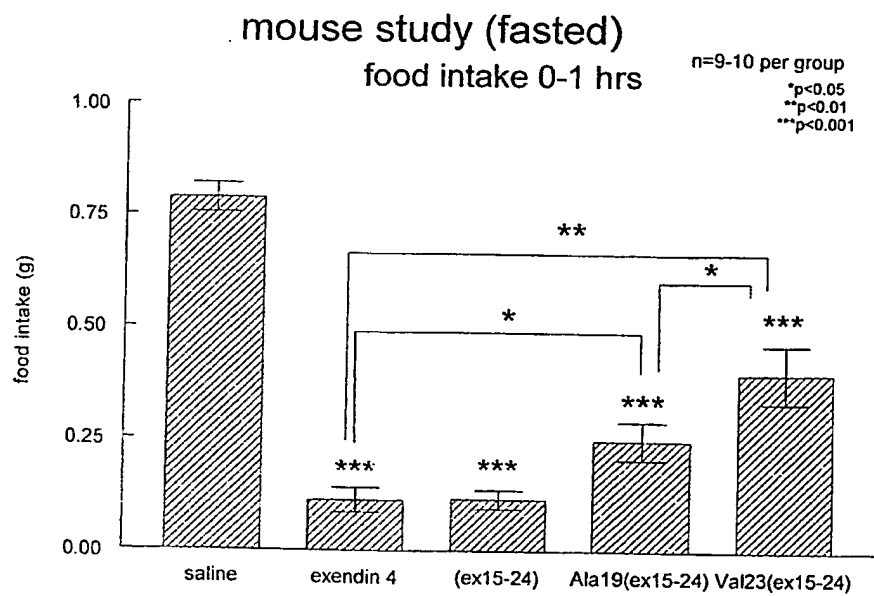 mouse study (fasted)
food intake 0-1 hrs
n=9-10 per group
*p<0.05
**p<0.01
***p<0.001
1.00
0.75
0.50
0.25
0.00
food intake (g)
**
*
*
***
***
***
***
saline
exendin 4
(ex15-24)
Ala19(ex15-24)
Val23(ex15-24)